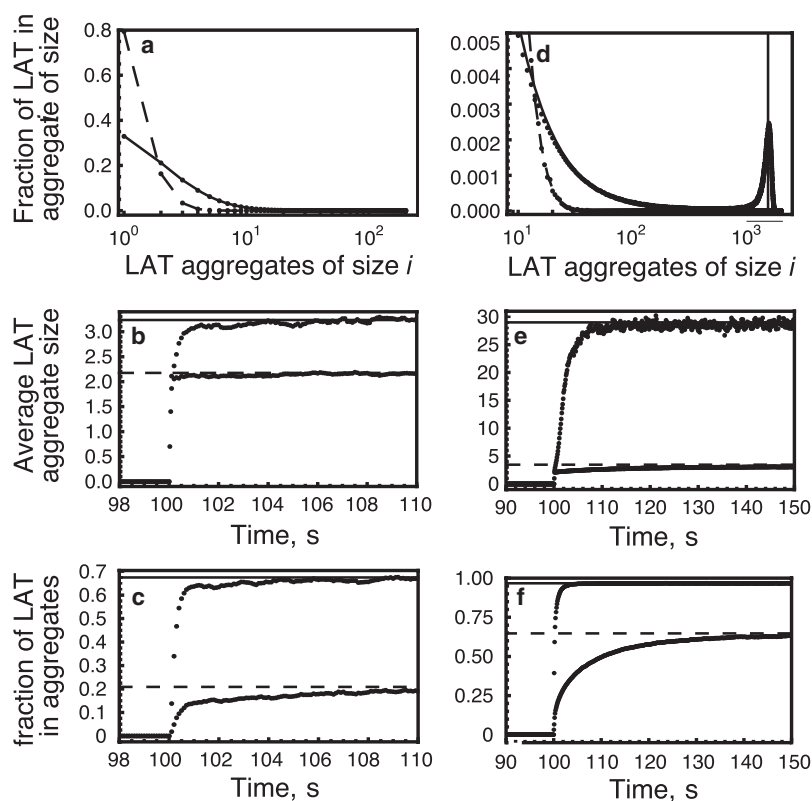 Fraction of LAT in
aggregate of size
a
0.8
0.6
0.4
0.2
0.0
10^0 10^1 10^2
LAT aggregates of size i
d
0.005
0.004
0.003
0.002
0.001
0.000
10^1 10^2 10^3
LAT aggregates of size i
Average LAT
aggregate size
b
3.0
2.5
2.0
1.5
1.0
0.5
0.0
98 100 102 104 106 108 110
Time, s
e
30
25
20
15
10
5
0
90 100 110 120 130 140 150
Time, s
fraction of LAT
in aggregates
c
0.7
0.6
0.5
0.4
0.3
0.2
0.1
0
98 100 102 104 106 108 110
Time, s
f
1.00
0.75
0.50
0.25
0
90 100 110 120 130 140 150
Time, s